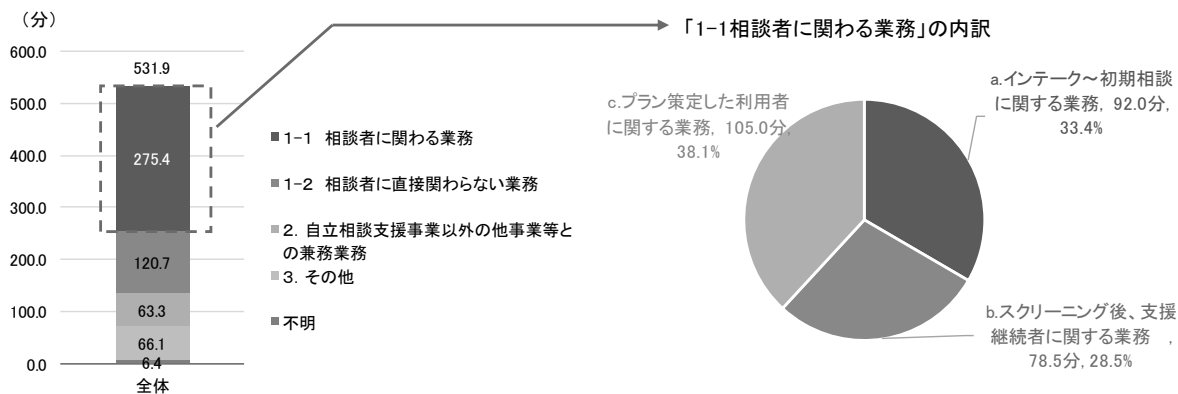 （分）
「1-1相談者に関わる業務」の内訳
600.0
500.0
400.0
300.0
200.0
100.0
0.0
531.9
275.4
120.7
63.3
66.1
6.4
全体
■1-1　相談者に関わる業務
■1-2　相談者に直接関わらない業務
■2．自立相談支援事業以外の他事業等と
の兼務業務
■3．その他
■不明
a.インテーク～初期相談
に関する業務, 92.0分,
33.4%
b.スクリーニング後、支援
継続者に関する業務　,
78.5分, 28.5%
c.プラン策定した利用者
に関する業務, 105.0分,
38.1%